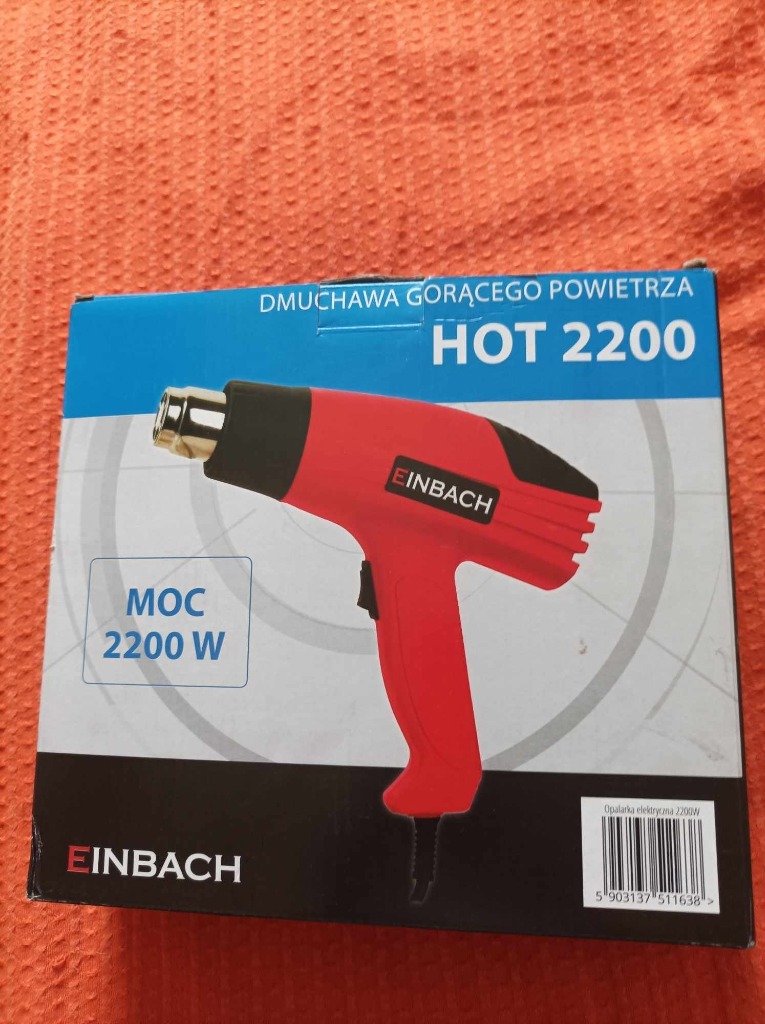 DMUCHAWA GORĄCEGO POWIETRZA
HOT 2200
EINBACH
MOC
2200 W
EINBACH
Opalarka elektryczna 2200W
5 903137 511638 >